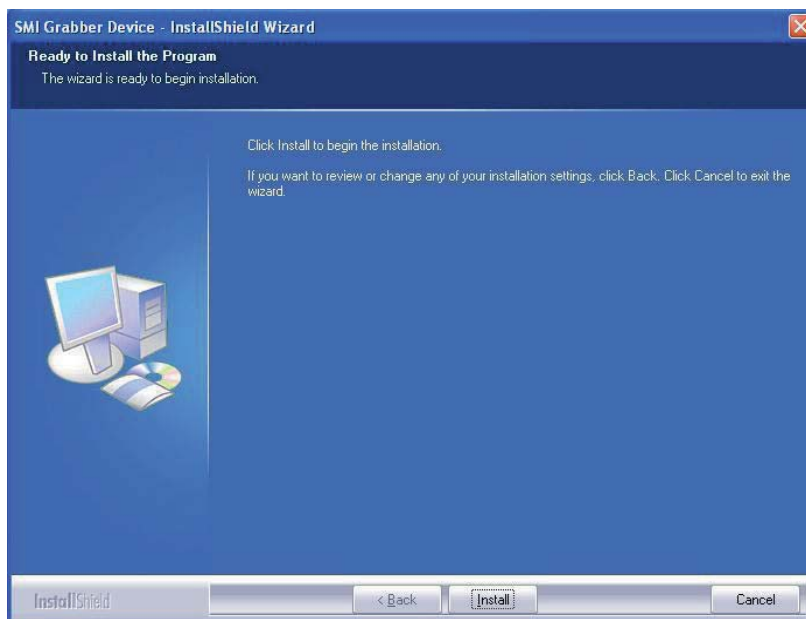 SMI Grabber Device - InstallShield Wizard
Ready to Install the Program
The wizard is ready to begin installation.
Click Install to begin the installation.
If you want to review or change any of your installation settings, click Back. Click Cancel to exit the
wizard.
InstallShield
< Back
Install
Cancel